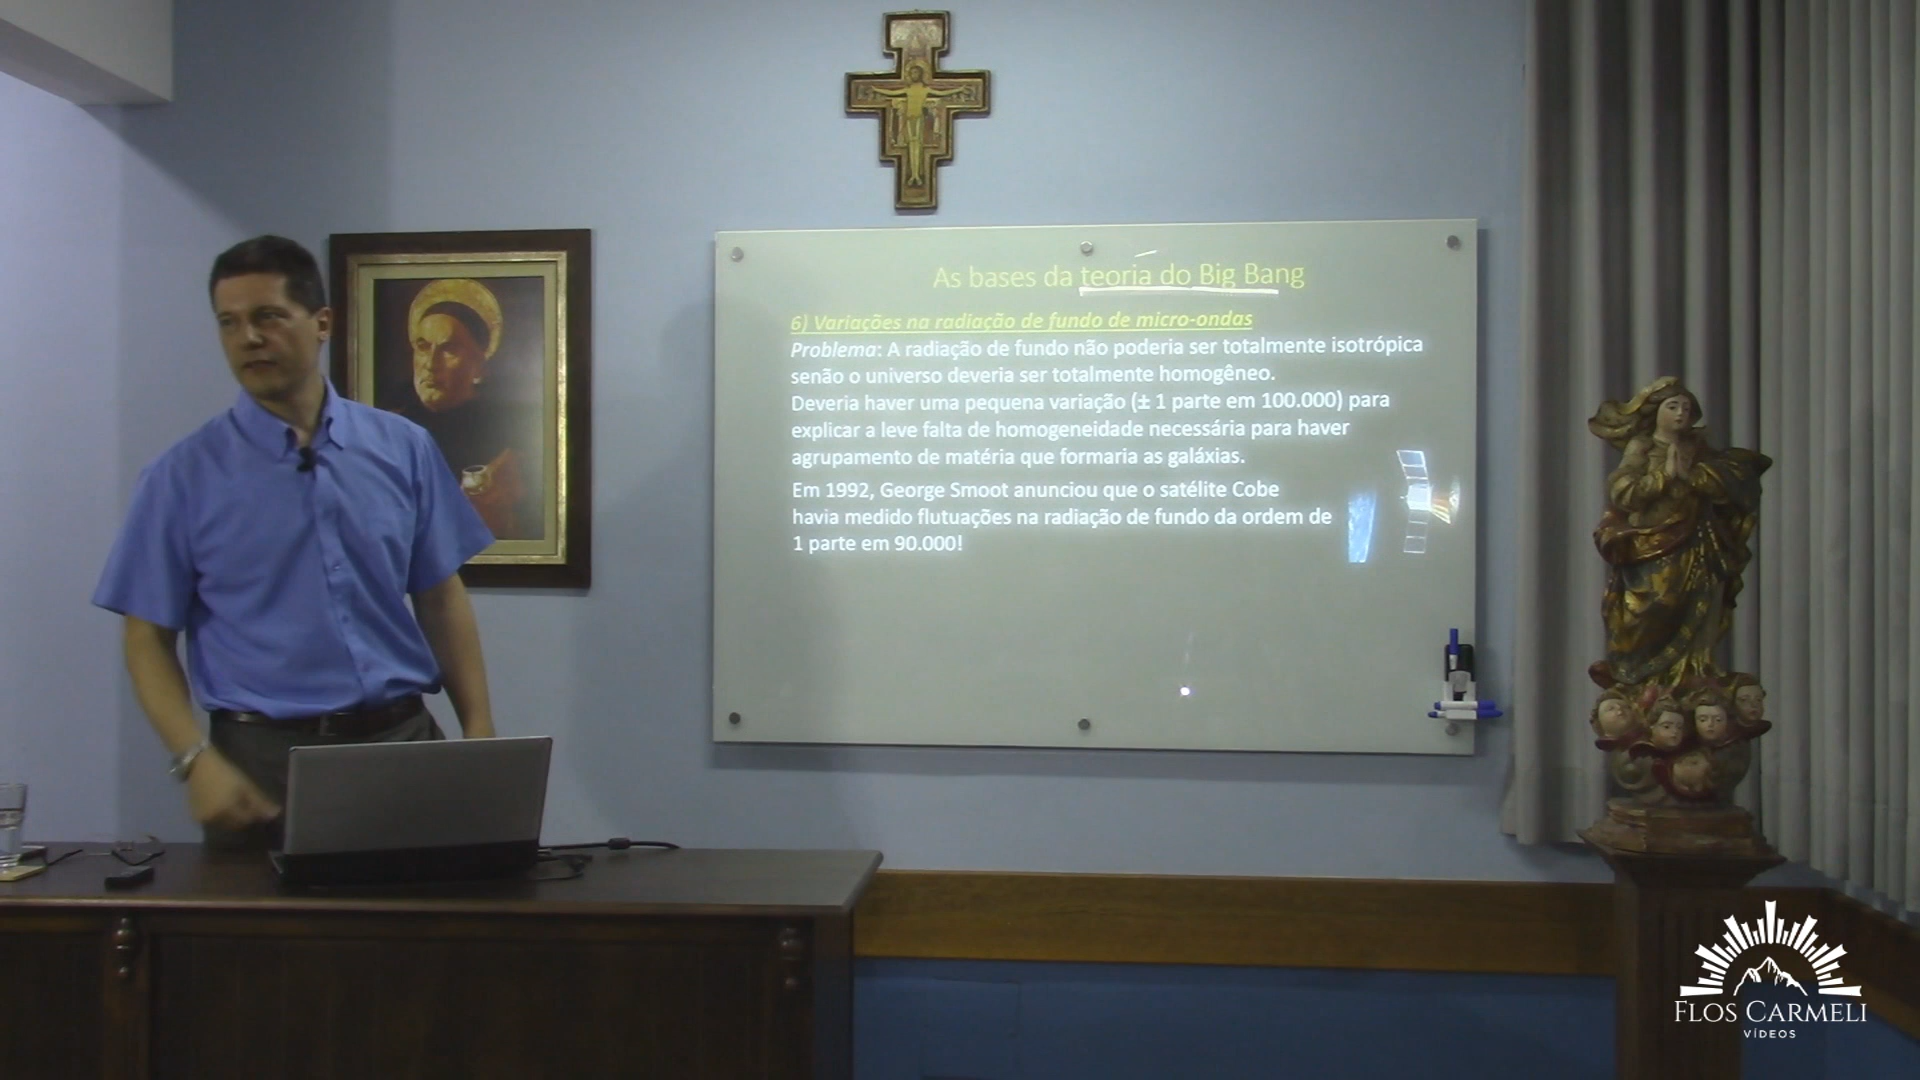 As bases da teoria do Big Bang
6) Variações na radiação de fundo de micro-ondas
Problema: A radiação de fundo não poderia ser totalmente isotrópica
senão o universo deveria ser totalmente homogêneo.
Deveria haver uma pequena variação (± 1 parte em 100.000) para
explicar a leve falta de homogeneidade necessária para haver
agrupamento de matéria que formaria as galáxias.
Em 1992, George Smoot anunciou que o satélite Cobe
havia medido flutuações na radiação de fundo da ordem de
1 parte em 90.000!
FLOS CARMELI
VÍDEOS